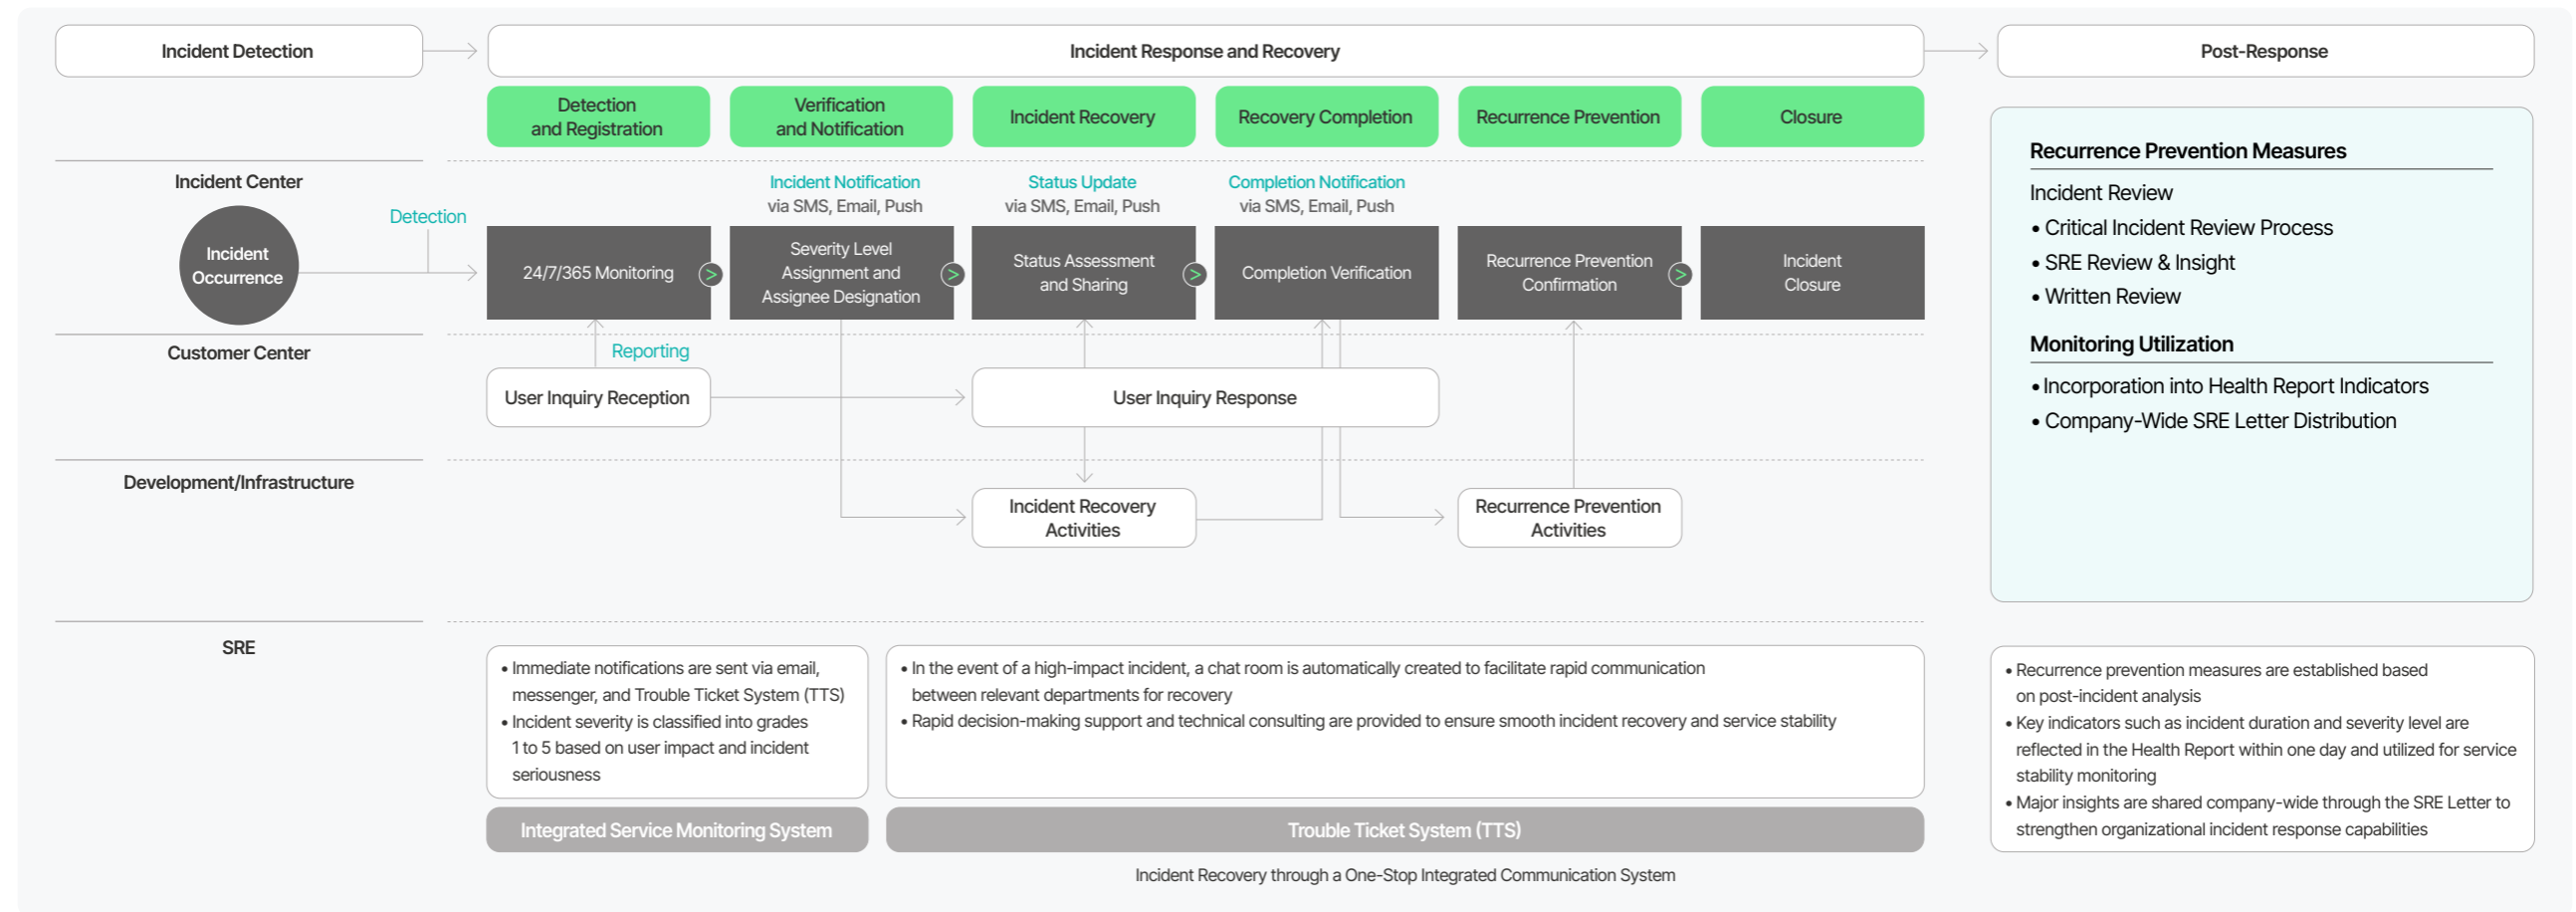 Incident Detection
Incident Response and Recovery
Post-Response
Detection
and Registration
Verification
and Notification
Incident Recovery
Recovery Completion
Recurrence Prevention
Closure
Incident Center
Incident
Occurrence
Detection
Incident Notification
via SMS, Email, Push
Status Update
via SMS, Email, Push
Completion Notification
via SMS, Email, Push
24/7/365 Monitoring
>
Severity Level
Assignment and
Assignee Designation
>
Status Assessment
and Sharing
>
Completion Verification
Recurrence Prevention
Confirmation
>
Incident
Closure
Customer Center
Reporting
User Inquiry Reception
User Inquiry Response
Development/Infrastructure
Incident Recovery
Activities
Recurrence Prevention
Activities
Recurrence Prevention Measures
Incident Review
• Critical Incident Review Process
• SRE Review & Insight
• Written Review
Monitoring Utilization
• Incorporation into Health Report Indicators
• Company-Wide SRE Letter Distribution
SRE
• Immediate notifications are sent via email,
messenger, and Trouble Ticket System (TTS)
• Incident severity is classified into grades
1 to 5 based on user impact and incident
seriousness
Integrated Service Monitoring System
• In the event of a high-impact incident, a chat room is automatically created to facilitate rapid communication
between relevant departments for recovery
• Rapid decision-making support and technical consulting are provided to ensure smooth incident recovery and service stability
Trouble Ticket System (TTS)
Incident Recovery through a One-Stop Integrated Communication System
• Recurrence prevention measures are established based
on post-incident analysis
• Key indicators such as incident duration and severity level are
reflected in the Health Report within one day and utilized for service
stability monitoring
• Major insights are shared company-wide through the SRE Letter to
strengthen organizational incident response capabilities